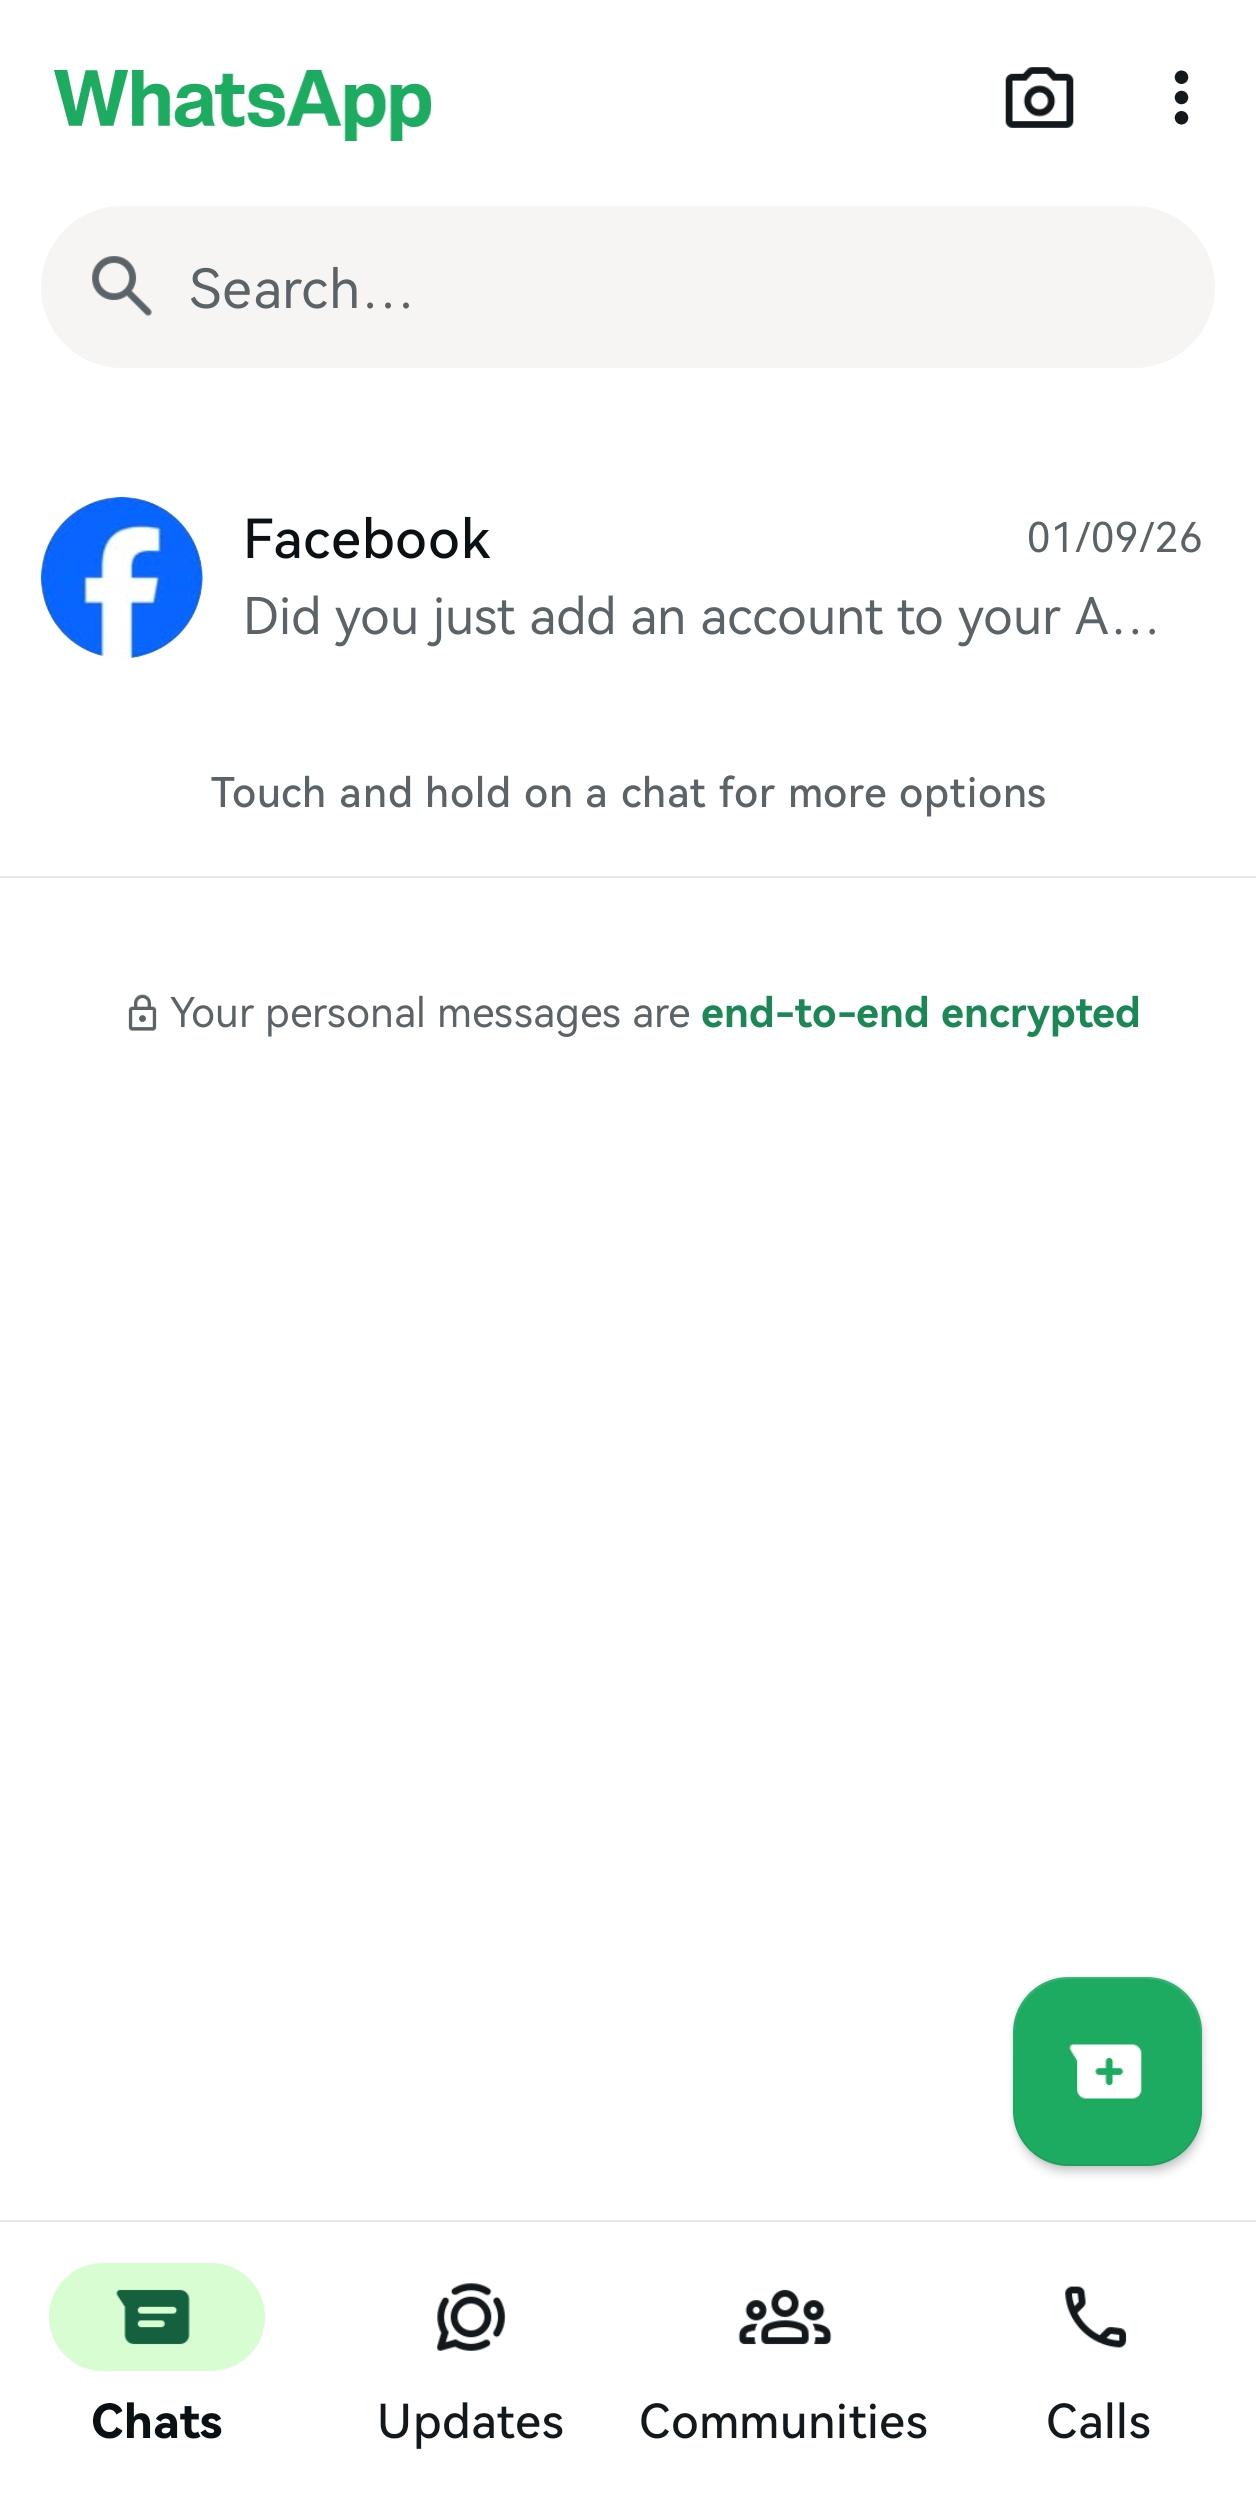 WhatsApp
Search...
Facebook
01/09/26
Did you just add an account to your A...
Touch and hold on a chat for more options
Your personal messages are end-to-end encrypted
Chats
Updates
Communities
Calls